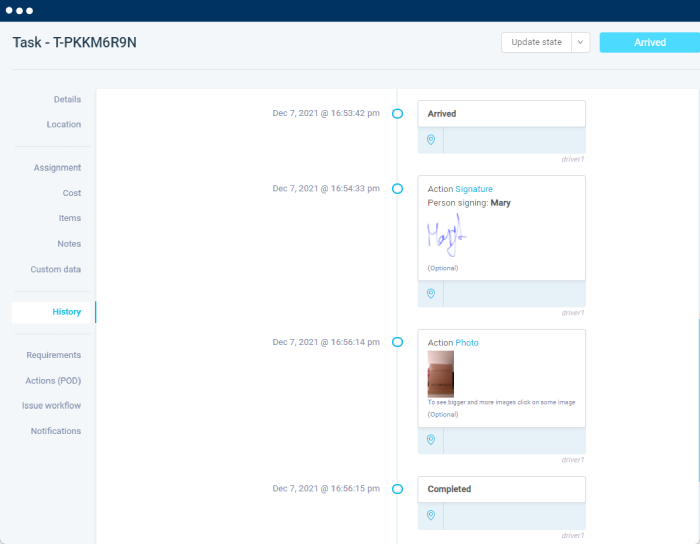 Task - T-PKKM6R9N
Update state
Arrived
Details
Location
Assignment
Cost
Items
Notes
Custom data
History
Requirements
Actions (POD)
Issue workflow
Notifications
Dec 7, 2021 @ 16:53:42 pm
Arrived
driver1
Dec 7, 2021 @ 16:54:33 pm
Action Signature
Person signing: Mary
Mary
(Optional)
driver1
Dec 7, 2021 @ 16:56:14 pm
Action Photo
To see bigger and more images click on some image
(Optional)
driver1
Dec 7, 2021 @ 16:56:15 pm
Completed
driver1